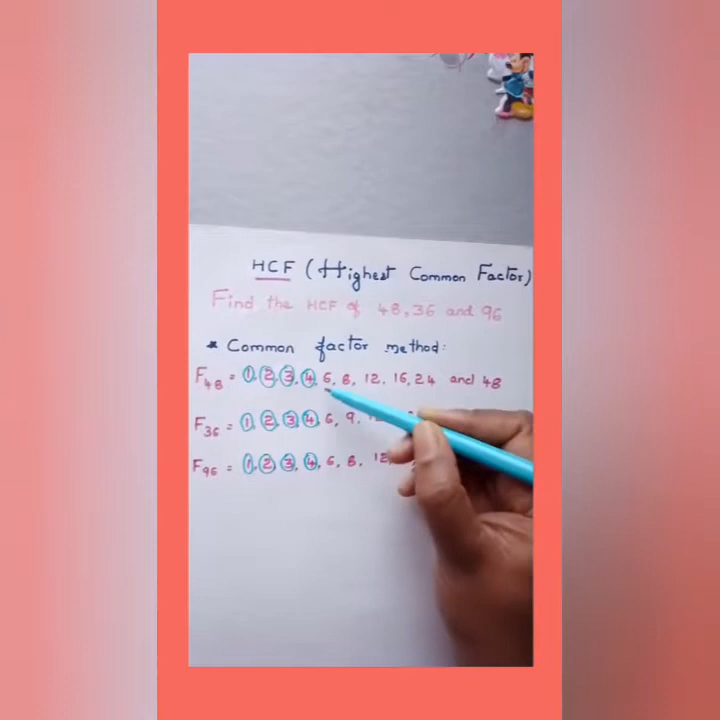 HCF (Highest Common Factor)
Find the HCF of 48, 36 and 96
* Common factor method:
F48 = 1, 2, 3, 4, 6, 8, 12, 16, 24 and 48
F36 = 1, 2, 3, 4, 6, 9,
F96 = 1, 2, 3, 4, 6, 8, 12,